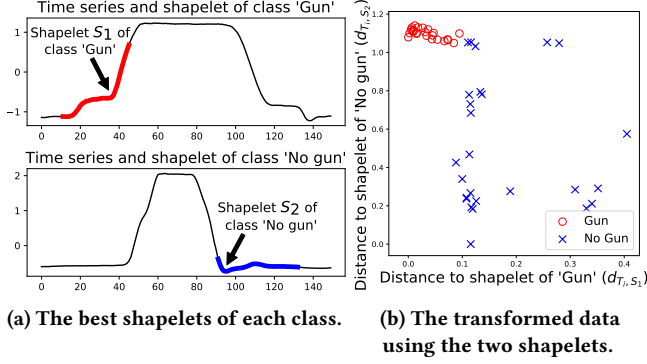 Time series and shapelet of class 'Gun'
Shapelet S1 of
class 'Gun'
1
0
−1
0 20 40 60 80 100 120 140
Time series and shapelet of class 'No gun'
2
0
Shapelet S2 of
class 'No gun'
0 20 40 60 80 100 120 140
(a) The best shapelets of each class.
Distance to shapelet of 'No gun' (dTi,S2)
1.2
1.0
0.8
0.6
0.4
0.2
0.0
Gun
No Gun
0.0 0.1 0.2 0.3 0.4
Distance to shapelet of 'Gun' (dTi,S1)
(b) The transformed data
using the two shapelets.